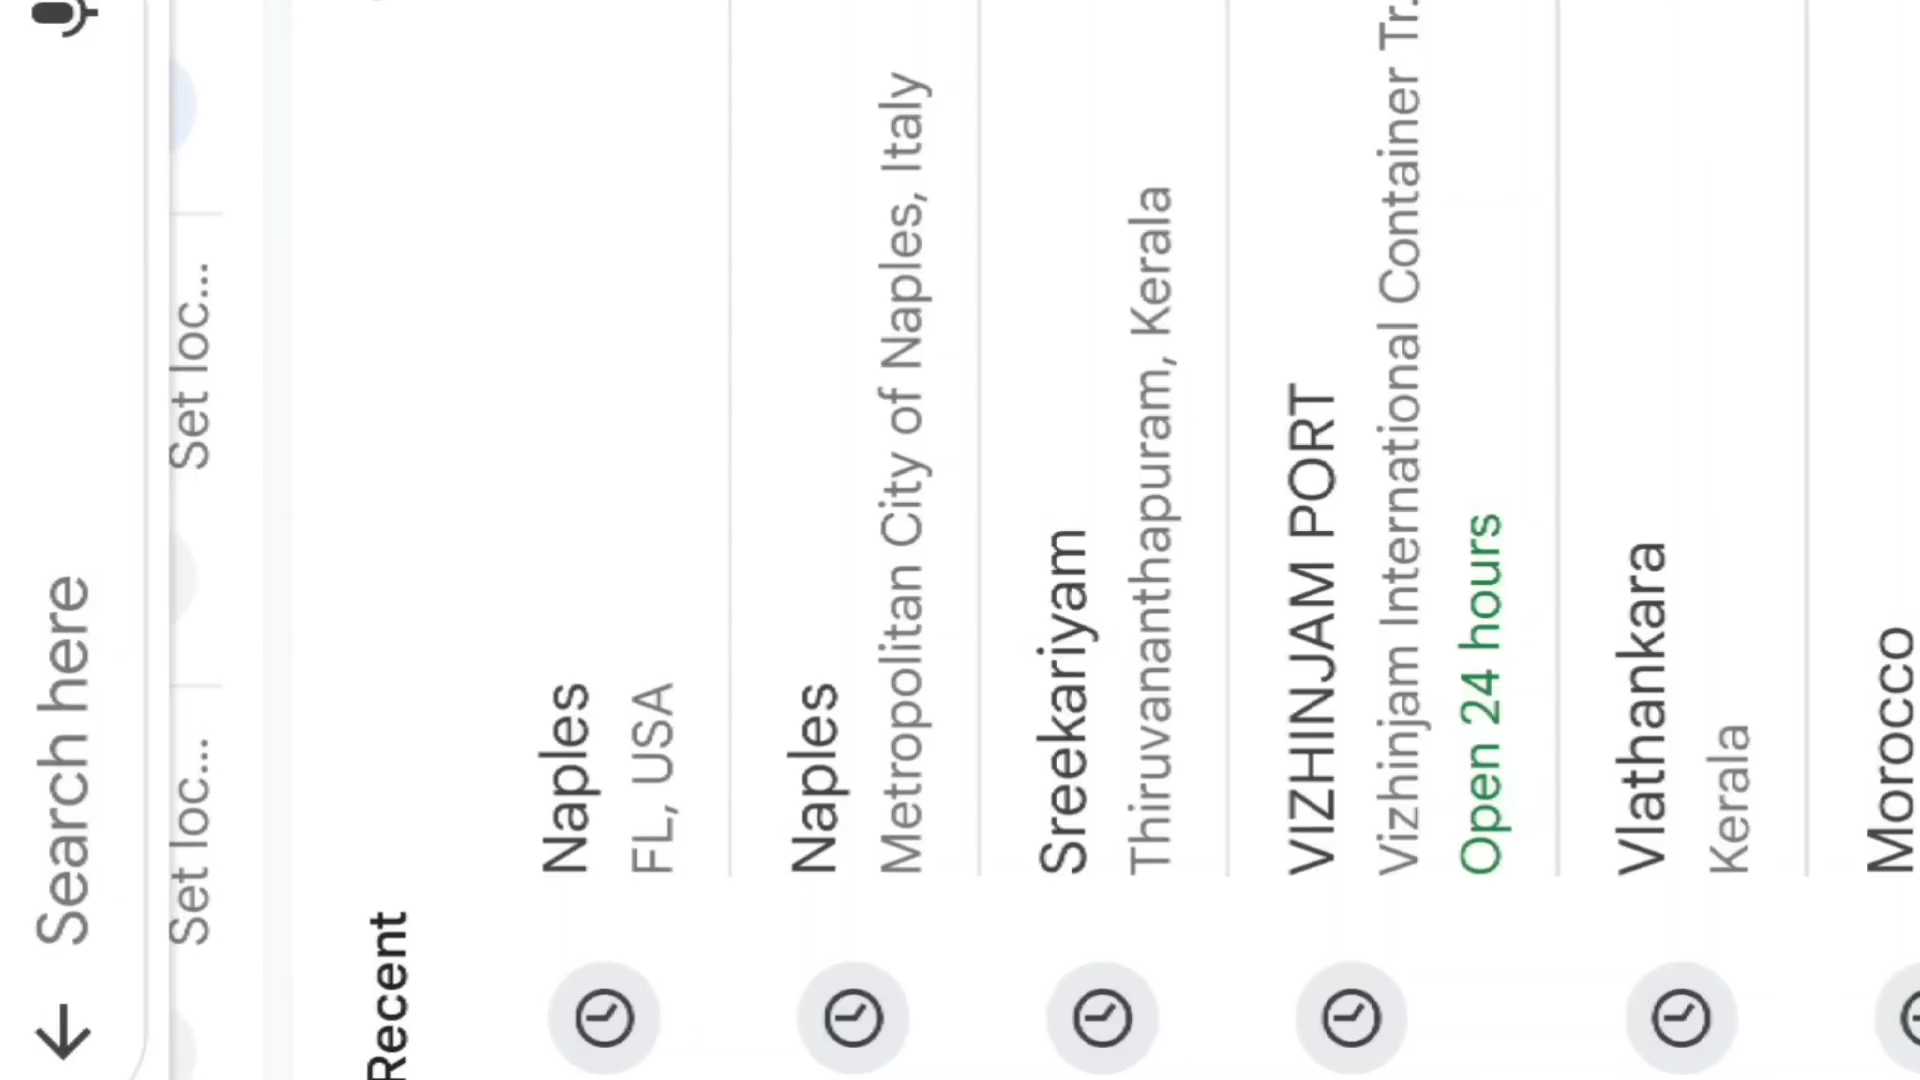 Search here
Set loc...
Set loc...
Recent
Naples
FL, USA
Naples
Metropolitan City of Naples, Italy
Sreekariyam
Thiruvananthapuram, Kerala
VIZHINJAM PORT
Vizhinjam International Container Tr.
Open 24 hours
Vlathankara
Kerala
Morocco